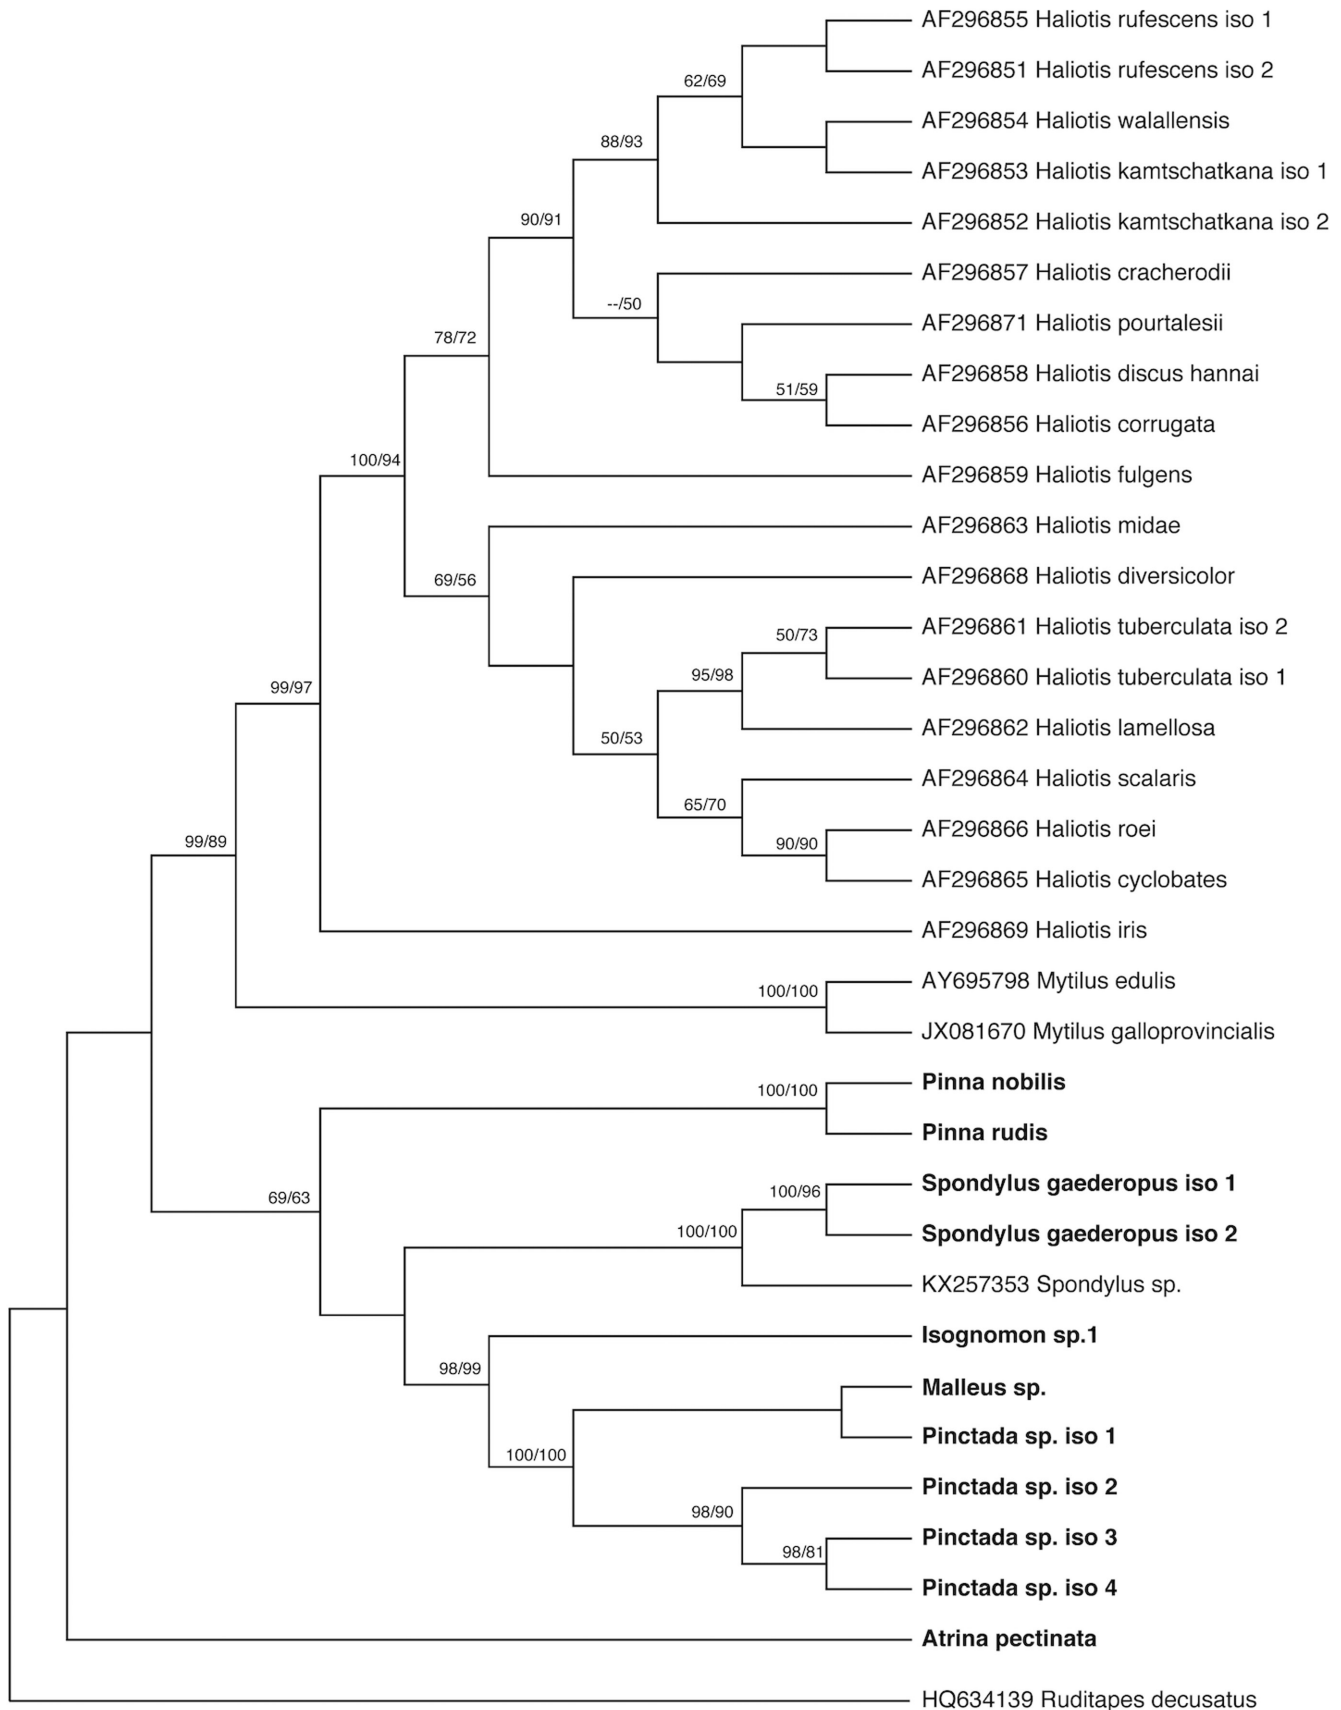 AF296855 Haliotis rufescens iso 1
AF296851 Haliotis rufescens iso 2
62/69
AF296854 Haliotis walallensis
88/93
AF296853 Haliotis kamtschatkana iso 1
90/91
AF296852 Haliotis kamtschatkana iso 2
AF296857 Haliotis cracherodii
--/50
AF296871 Haliotis pourtalesii
78/72
AF296858 Haliotis discus hannai
51/59
AF296856 Haliotis corrugata
100/94
AF296859 Haliotis fulgens
AF296863 Haliotis midae
69/56
AF296868 Haliotis diversicolor
50/73
AF296861 Haliotis tuberculata iso 2
95/98
AF296860 Haliotis tuberculata iso 1
99/97
AF296862 Haliotis lamellosa
50/53
AF296864 Haliotis scalaris
65/70
AF296866 Haliotis roei
99/89
90/90
AF296865 Haliotis cyclobates
AF296869 Haliotis iris
AY695798 Mytilus edulis
100/100
JX081670 Mytilus galloprovincialis
Pinna nobilis
100/100
Pinna rudis
Spondylus gaederopus iso 1
69/63
100/96
Spondylus gaederopus iso 2
100/100
KX257353 Spondylus sp.
Isognomon sp.1
98/99
Malleus sp.
Pinctada sp. iso 1
100/100
Pinctada sp. iso 2
98/90
Pinctada sp. iso 3
98/81
Pinctada sp. iso 4
Atrina pectinata
HQ634139 Ruditapes decusatus